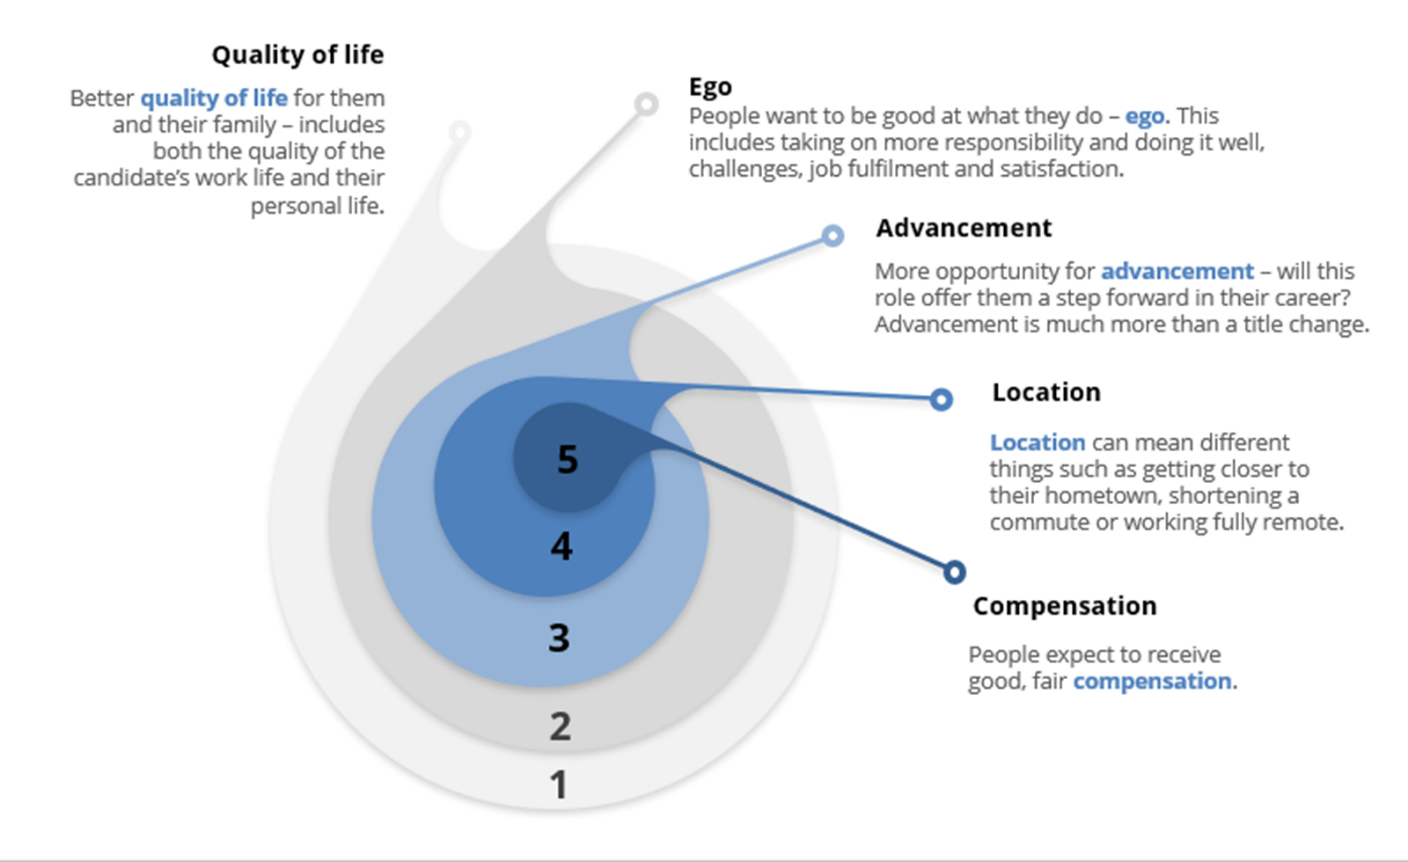 Quality of life
Better quality of life for them
and their family – includes
both the quality of the
candidate’s work life and their
personal life.
Ego
People want to be good at what they do – ego. This
includes taking on more responsibility and doing it well,
challenges, job fulfilment and satisfaction.
Advancement
More opportunity for advancement – will this
role offer them a step forward in their career?
Advancement is much more than a title change.
Location
Location can mean different
things such as getting closer to
their hometown, shortening a
commute or working fully remote.
Compensation
People expect to receive
good, fair compensation.
5
4
3
2
1